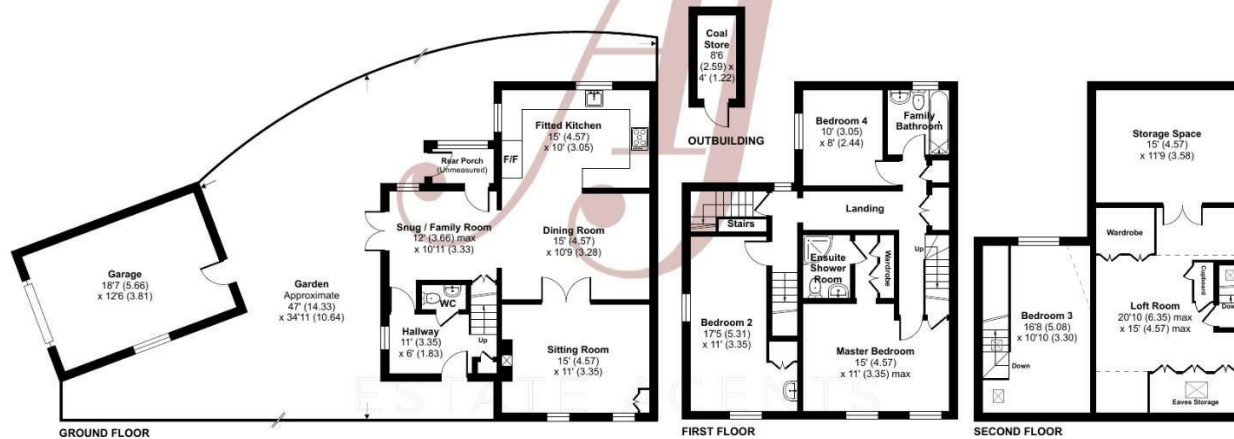 Garage
18'7 (5.66)
x 12'6 (3.81)
Garden
Approximate
47' (14.33)
x 34'11 (10.64)
Rear Porch
(Unmeasured)
Fitted Kitchen
15' (4.57)
x 10' (3.05)
F/F
Snug / Family Room
12' (3.66) max
x 10'11 (3.33)
Dining Room
15' (4.57)
x 10'9 (3.28)
WC
Hallway
11' (3.35)
x 6' (1.83)
Up
Sitting Room
15' (4.57)
x 11' (3.35)
GROUND FLOOR
Coal
Store
8'6
(2.59) x
4' (1.22)
OUTBUILDING
Bedroom 4
10' (3.05)
x 8' (2.44)
Family
Bathroom
Landing
Stairs
Ensuite
Shower
Room
Wardrobe
Up
Bedroom 2
17'5 (5.31)
x 11' (3.35)
Master Bedroom
15' (4.57)
x 11' (3.35) max
FIRST FLOOR
Storage Space
15' (4.57)
x 11'9 (3.58)
Wardrobe
Cupboard
Down
Loft Room
20'10 (6.35) max
x 15' (4.57) max
Bedroom 3
16'8 (5.08)
x 10'10 (3.30)
Down
Eaves Storage
SECOND FLOOR
ESTATE AGENTS